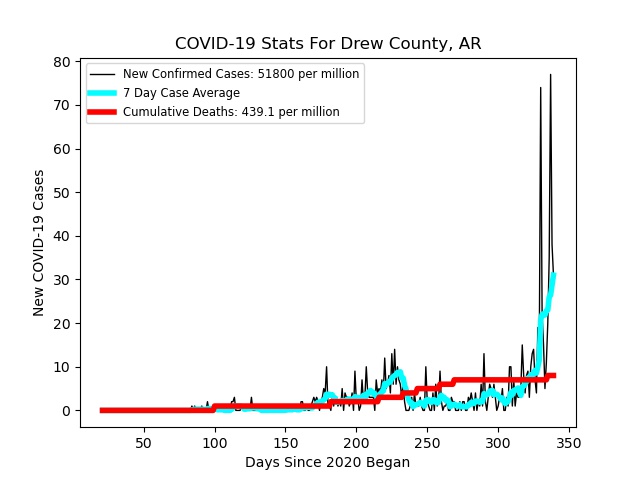 COVID-19 Stats For Drew County, AR
New Confirmed Cases: 51800 per million
7 Day Case Average
Cumulative Deaths: 439.1 per million
New COVID-19 Cases
80
70
60
50
40
30
20
10
0
50 100 150 200 250 300 350
Days Since 2020 Began